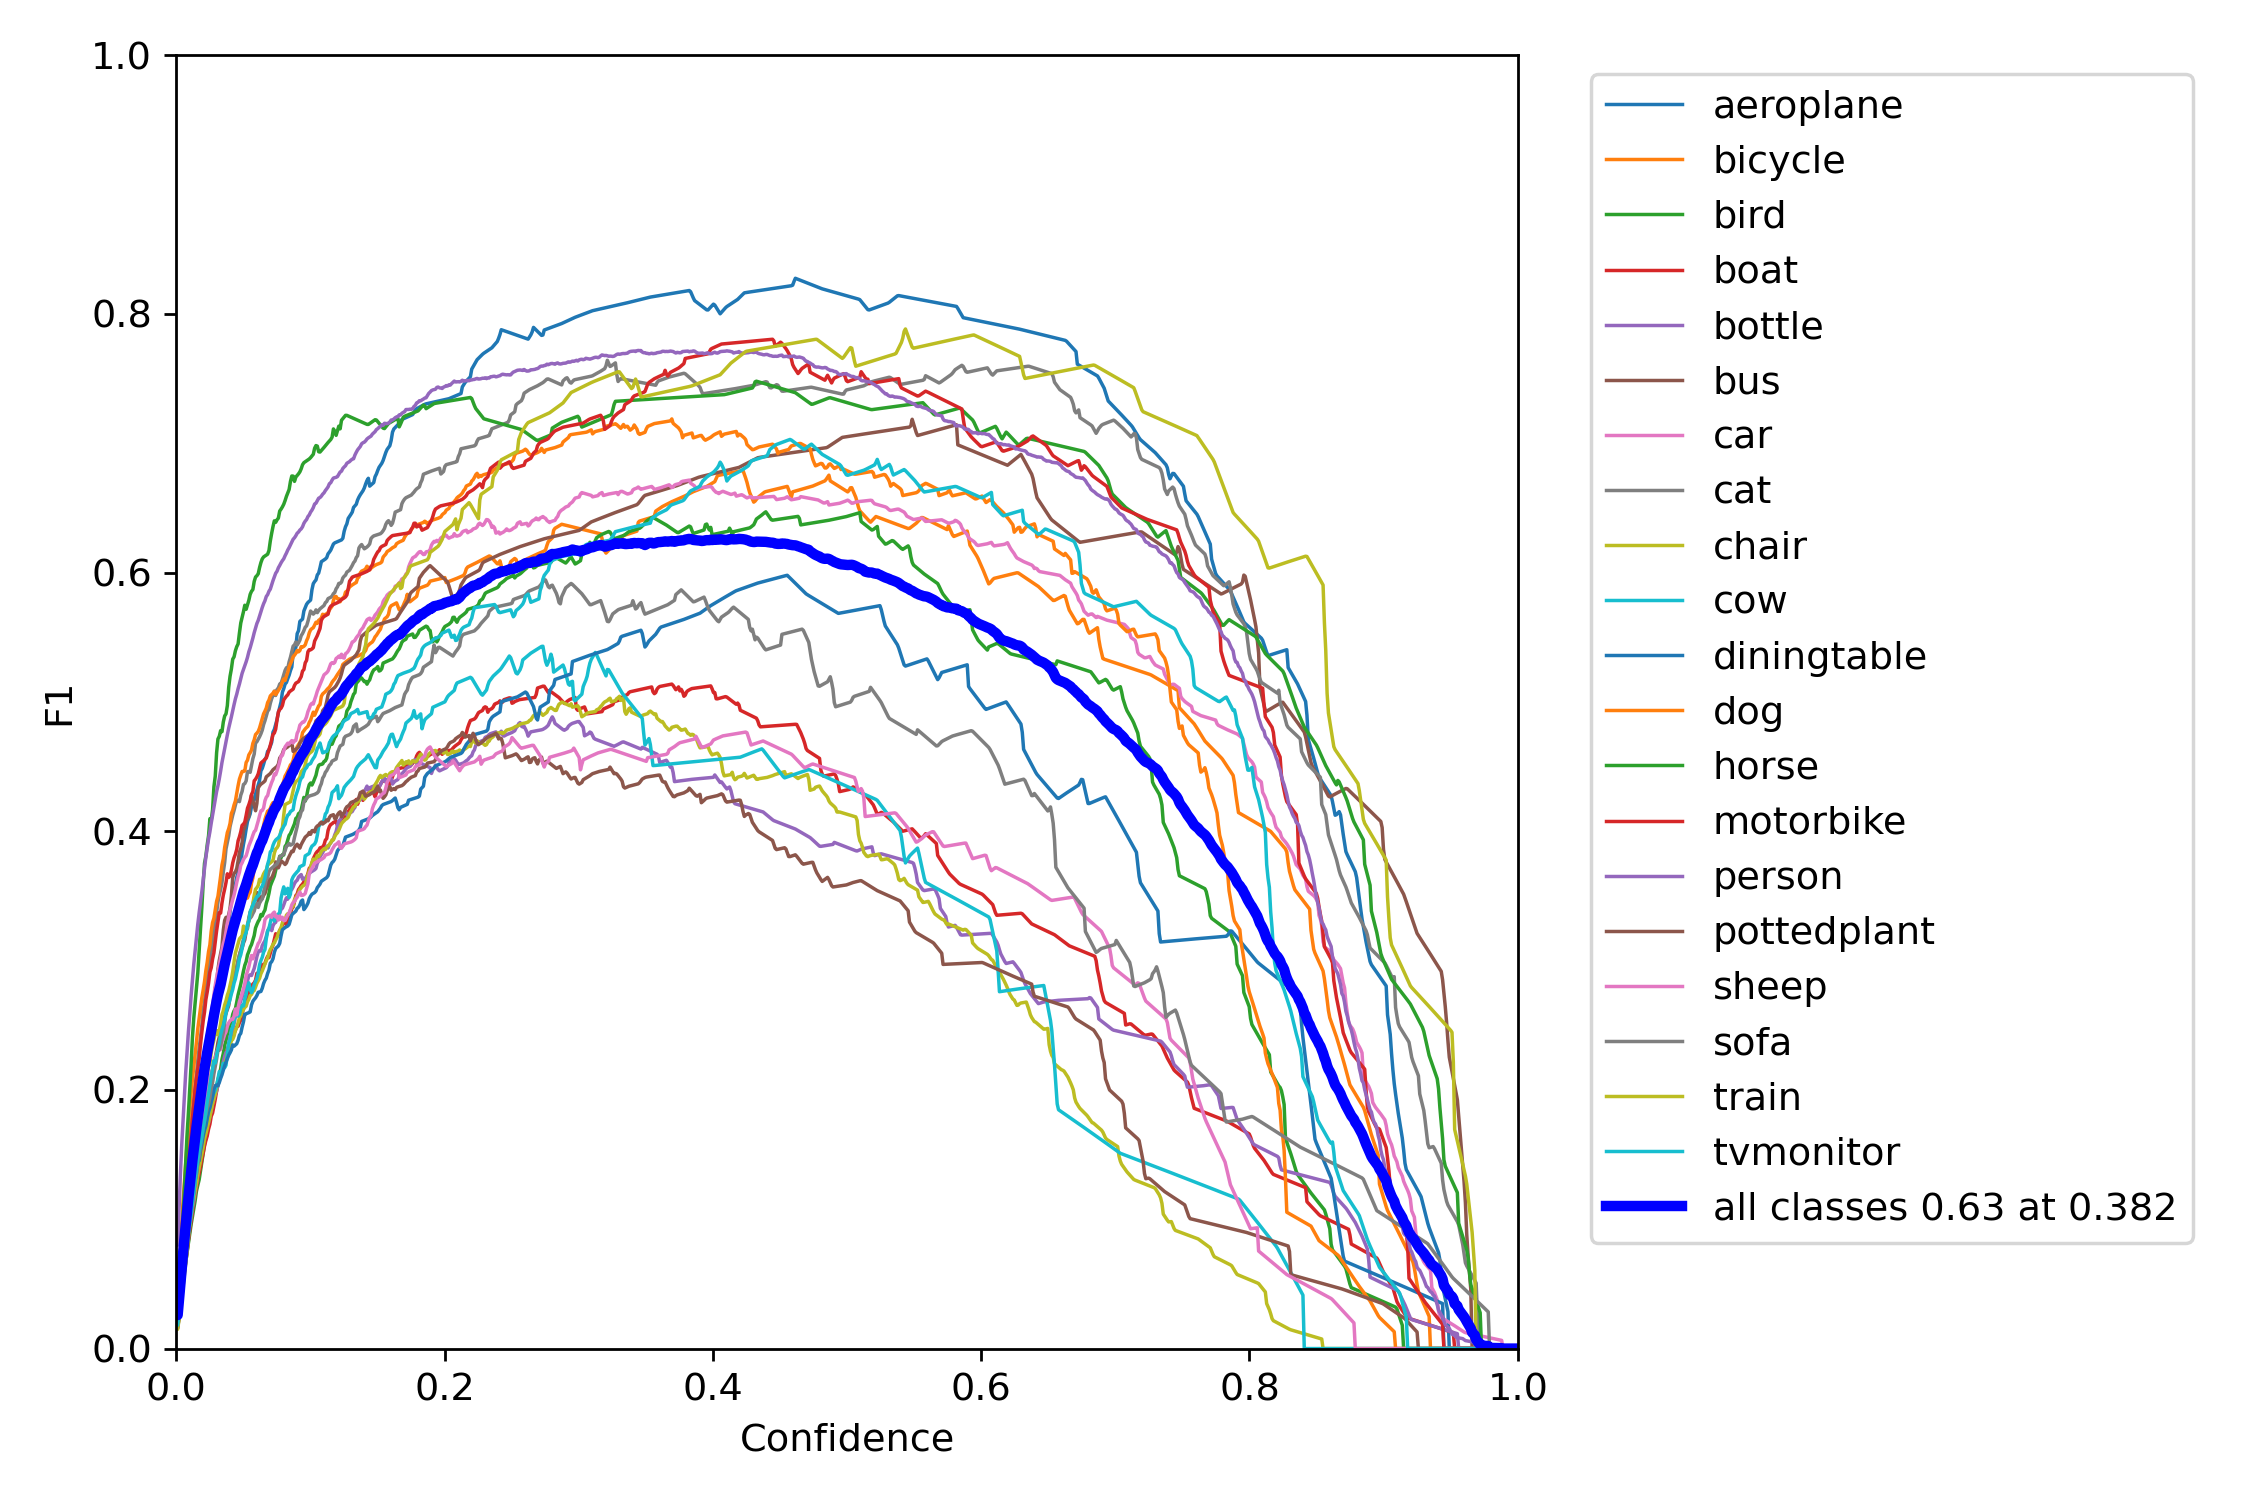 1.0
0.8
0.6
0.4
0.2
0.0
F1
0.0 0.2 0.4 0.6 0.8 1.0
Confidence
aeroplane
bicycle
bird
boat
bottle
bus
car
cat
chair
cow
diningtable
dog
horse
motorbike
person
pottedplant
sheep
sofa
train
tvmonitor
all classes 0.63 at 0.382